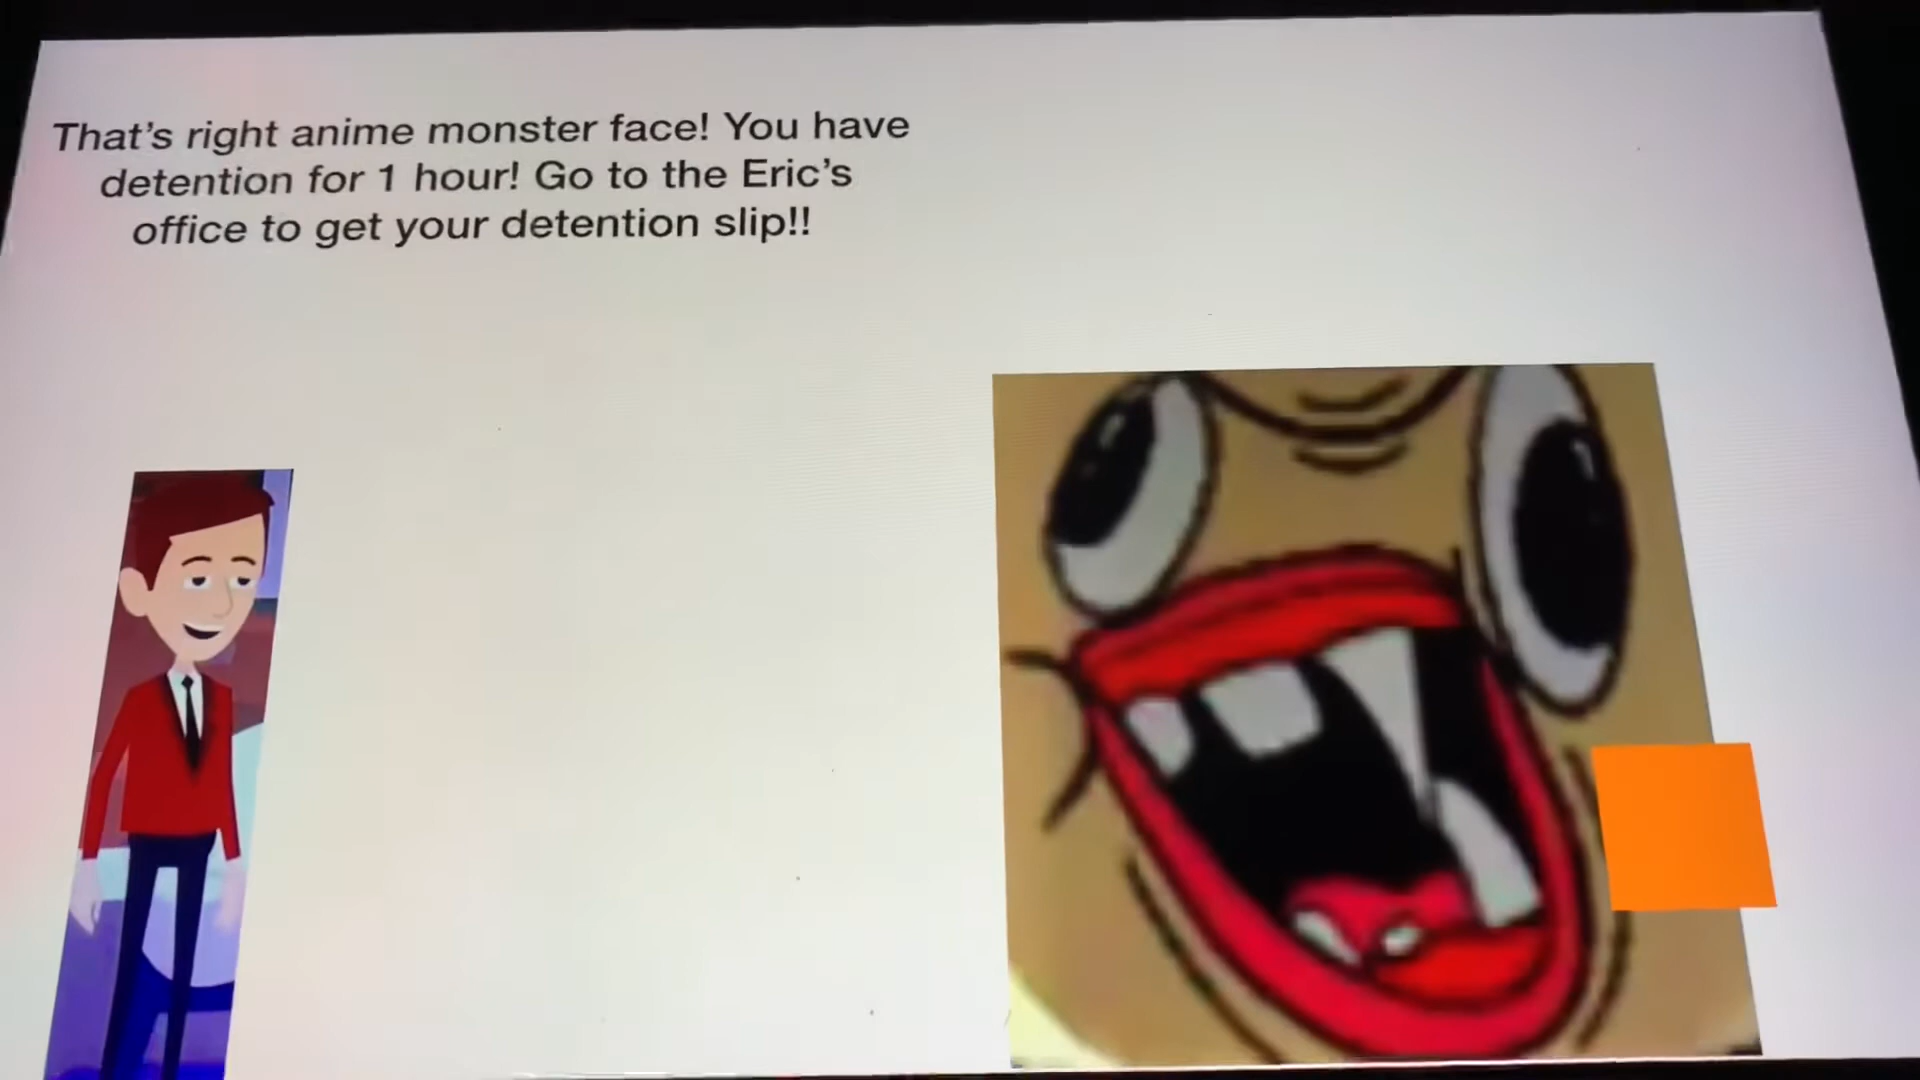 That's right anime monster face! You have
detention for 1 hour! Go to the Eric's
office to get your detention slip!!